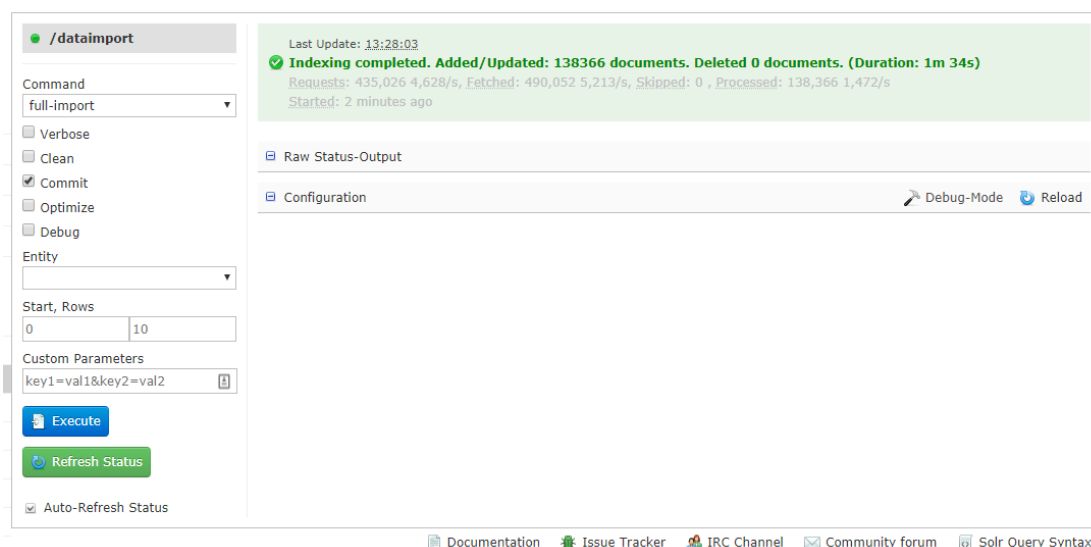 /dataimport
Command
full-import
Verbose
Clean
Commit
Optimize
Debug
Entity
Start, Rows
0 10
Custom Parameters
key1=val1&key2=val2
Execute
Refresh Status
Auto-Refresh Status
Last Update: 13:28:03
Indexing completed. Added/Updated: 138366 documents. Deleted 0 documents. (Duration: 1m 34s)
Requests: 435,026 4,628/s, Fetched: 490,052 5,213/s, Skipped: 0 , Processed: 138,366 1,472/s
Started: 2 minutes ago
Raw Status-Output
Configuration Debug-Mode Reload
Documentation Issue Tracker IRC Channel Community forum Solr Query Syntax